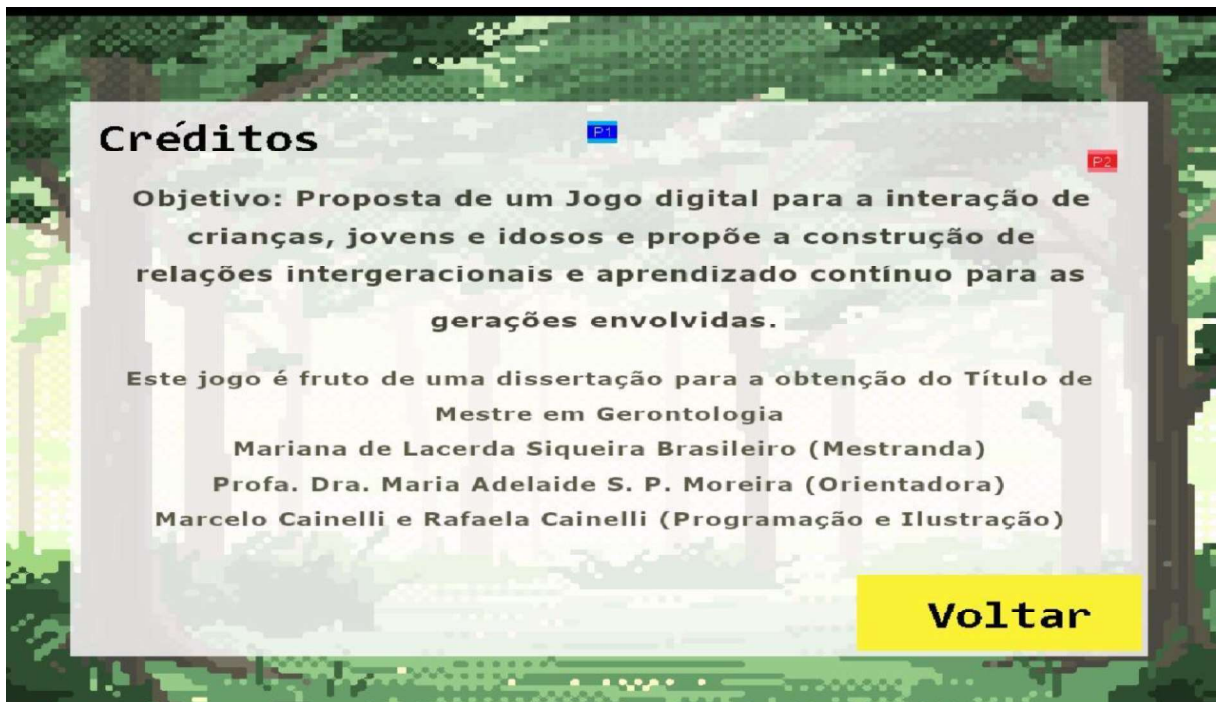 Créditos
P1
P2
Objetivo: Proposta de um Jogo digital para a interação de
crianças, jovens e idosos e propõe a construção de
relações intergeracionais e aprendizado contínuo para as
gerações envolvidas.
Este jogo é fruto de uma dissertação para a obtenção do Título de
Mestre em Gerontologia
Mariana de Lacerda Siqueira Brasileiro (Mestranda)
Profa. Dra. Maria Adelaide S. P. Moreira (Orientadora)
Marcelo Cainelli e Rafaela Cainelli (Programação e Ilustração)
Voltar